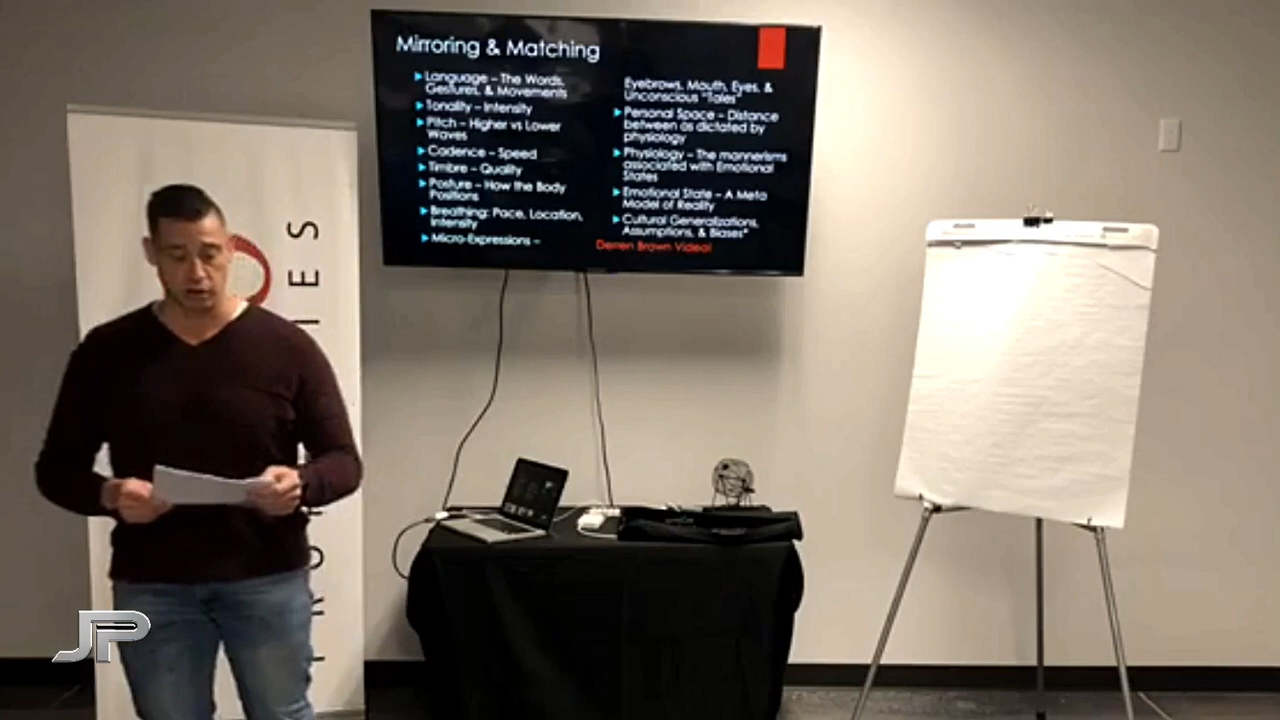 Mirroring & Matching
Language – The Words,
Gestures, & Movements
Tonality – Intensity
Pitch – Higher vs Lower
Waves
Cadence – Speed
Timbre – Quality
Posture – How the Body
Positions
Breathing: Pace, Location,
Intensity
Micro-Expressions –
Eyebrows, Mouth, Eyes, &
Unconscious "Tales"
Personal Space – Distance
between as dictated by
physiology
Physiology – The mannerisms
associated with Emotional
States
Emotional State – A Meta
Model of Reality
Cultural Generalizations,
Assumptions, & Biases*
Derren Brown Video!
IES
JP